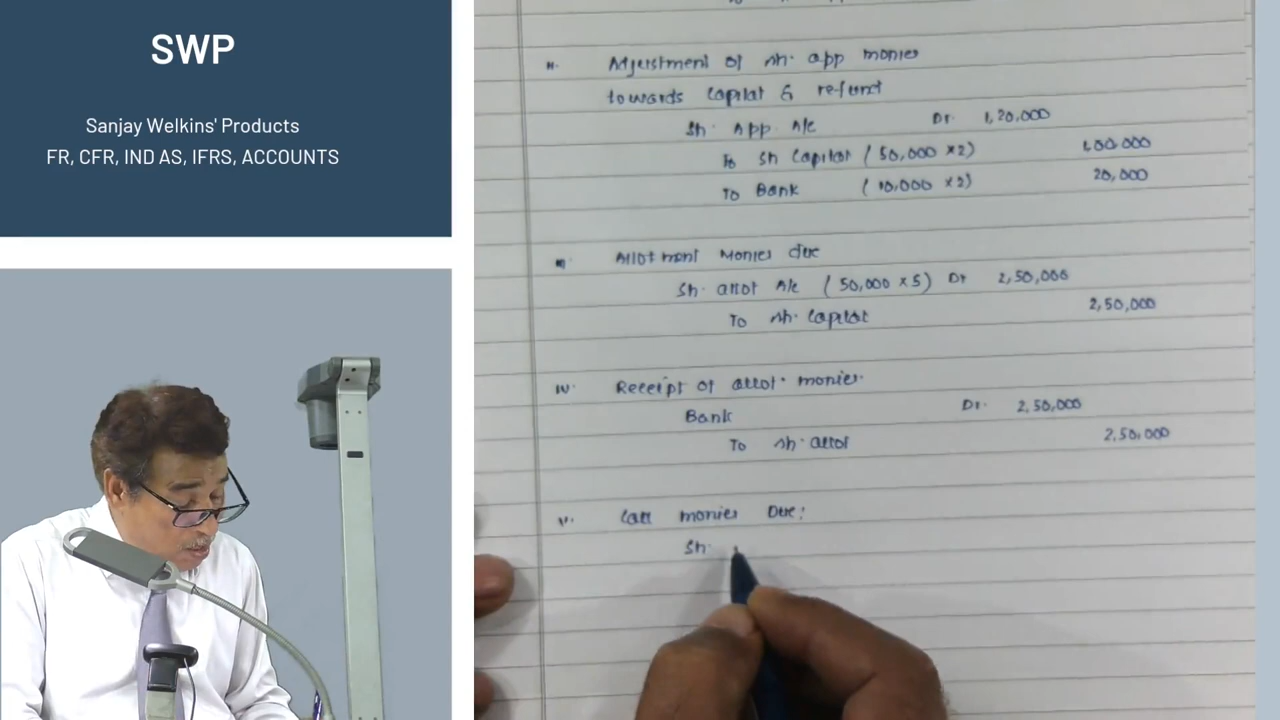 SWP
Sanjay Welkins' Products
FR, CFR, IND AS, IFRS, ACCOUNTS
II. Adjustment of sh. app monies
towards Capital & refund
Sh. App. A/c Dr. 1,20,000
To Sh Capital (50,000 ×2) 1,00,000
To Bank (10,000 ×2) 20,000
III. Allotment Monies due
Sh. allot A/c (50,000 ×5) Dr 2,50,000
To sh. Capital 2,50,000
IV. Receipt of allot. monies.
Bank Dr. 2,50,000
To sh. allot 2,50,000
V. Call monies Due:
Sh.